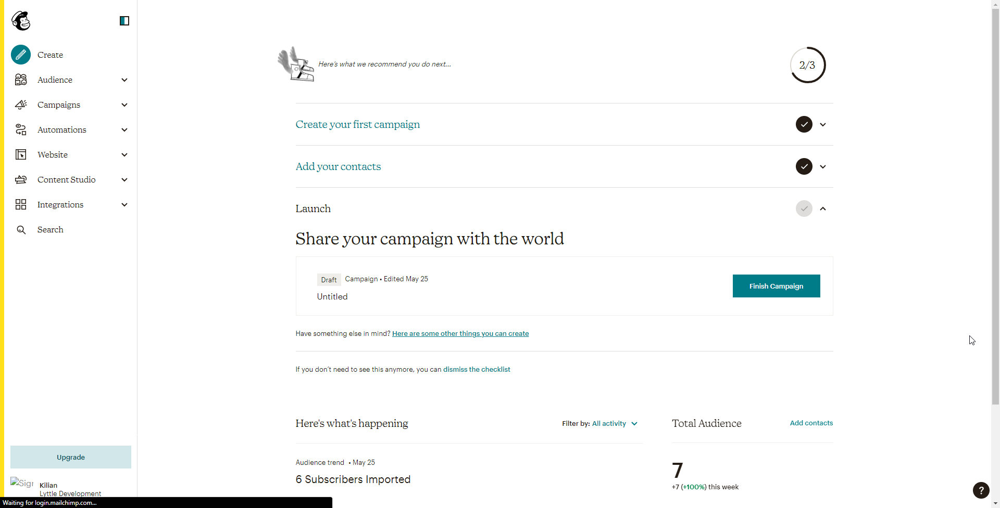 Create
Audience
Campaigns
Automations
Website
Content Studio
Integrations
Search
Upgrade
Sign
Kilian
Lyttle Development
Waiting for login.mailchimp.com...
Here's what we recommend you do next...
2/3
Create your first campaign
Add your contacts
Launch
Share your campaign with the world
Draft Campaign • Edited May 25
Untitled
Finish Campaign
Have something else in mind? Here are some other things you can create
If you don't need to see this anymore, you can dismiss the checklist
Here's what's happening
Filter by: All activity
Audience trend • May 25
6 Subscribers Imported
Total Audience
Add contacts
7
+7 (+100%) this week
?